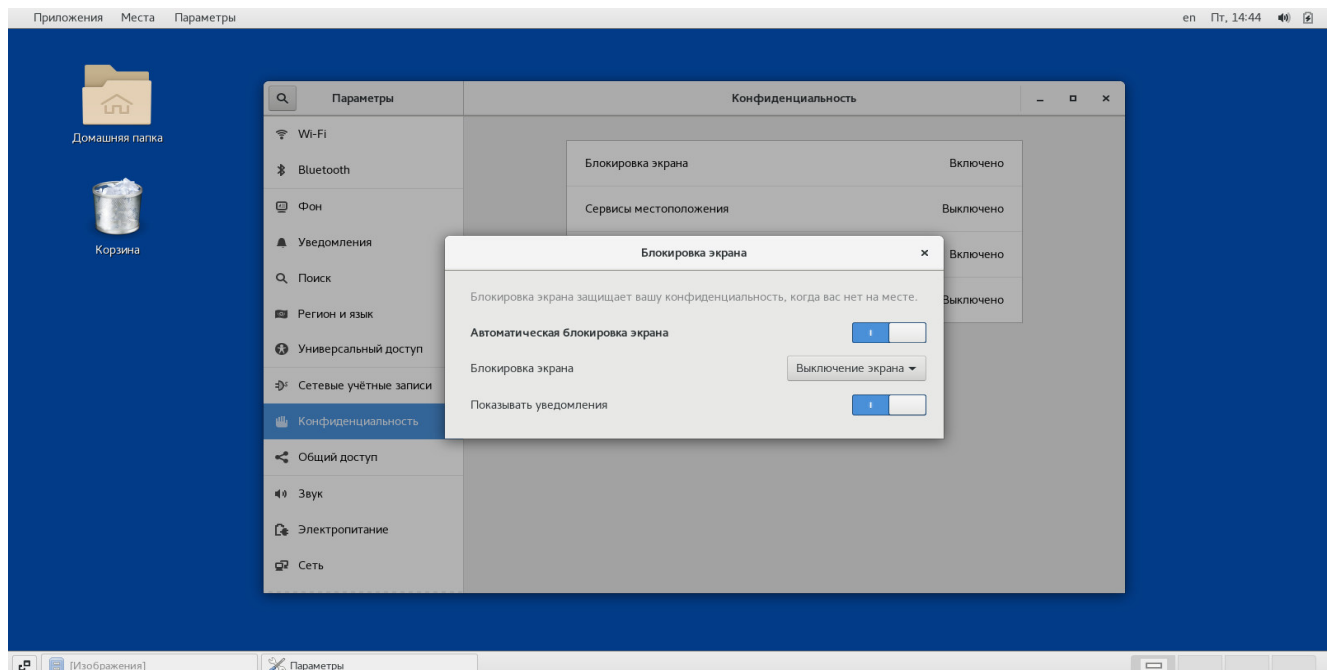 Приложения Места Параметры en Пт, 14:44
Домашняя папка
Корзина
Параметры
Конфиденциальность
Wi-Fi
Bluetooth
Фон
Уведомления
Поиск
Регион и язык
Универсальный доступ
Сетевые учётные записи
Конфиденциальность
Общий доступ
Звук
Электропитание
Сеть
Блокировка экрана Включено
Сервисы местоположения Выключено
Включено
Выключено
Блокировка экрана
Блокировка экрана защищает вашу конфиденциальность, когда вас нет на месте.
Автоматическая блокировка экрана
Блокировка экрана Выключение экрана
Показывать уведомления
[Изображения] Параметры